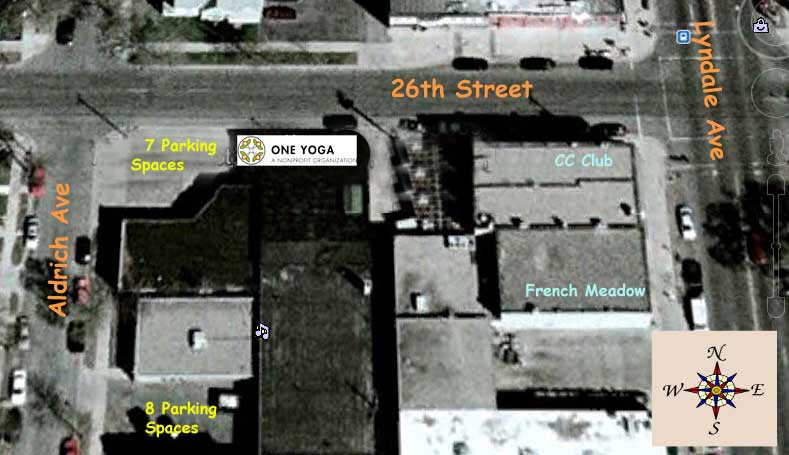 26th Street
Lyndale Ave
7 Parking
Spaces
ONE YOGA
A NONPROFIT ORGANIZATION
CC Club
Aldrich Ave
French Meadow
8 Parking
Spaces
N
W
E
S